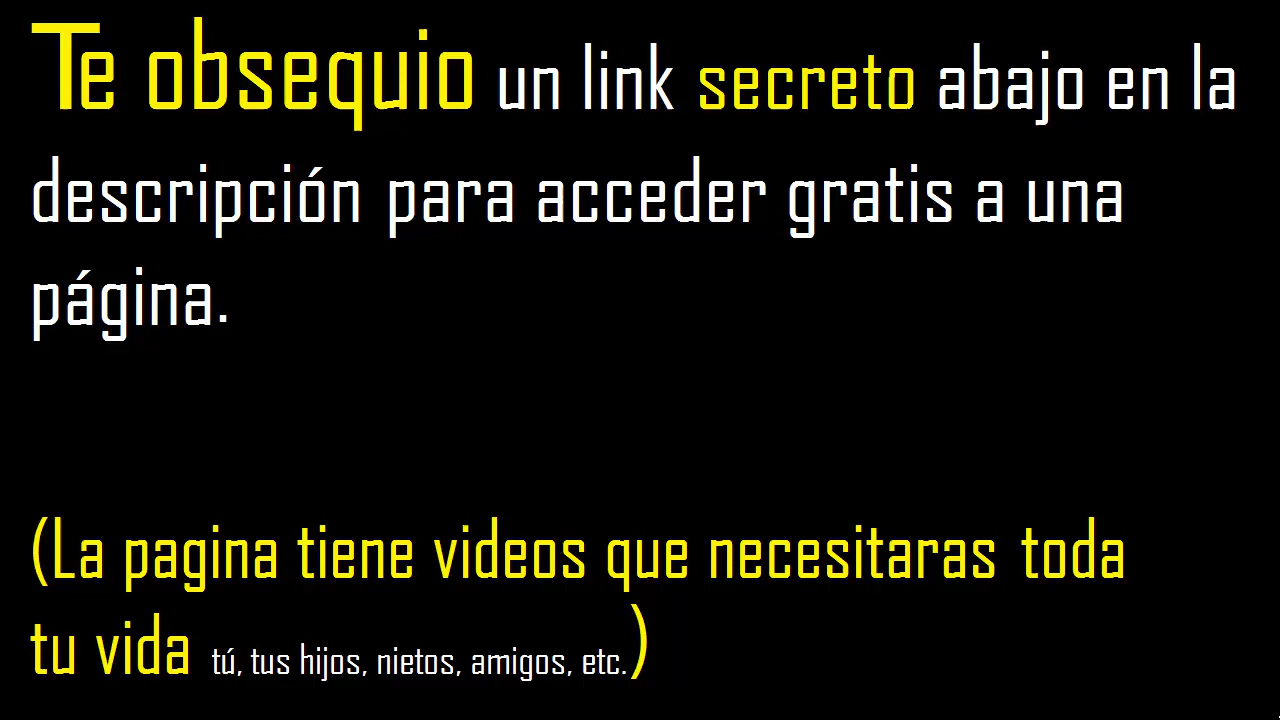 Te obsequio un link secreto abajo en la
descripción para acceder gratis a una
página.
(La pagina tiene videos que necesitaras toda
tu vida tú, tus hijos, nietos, amigos, etc.)